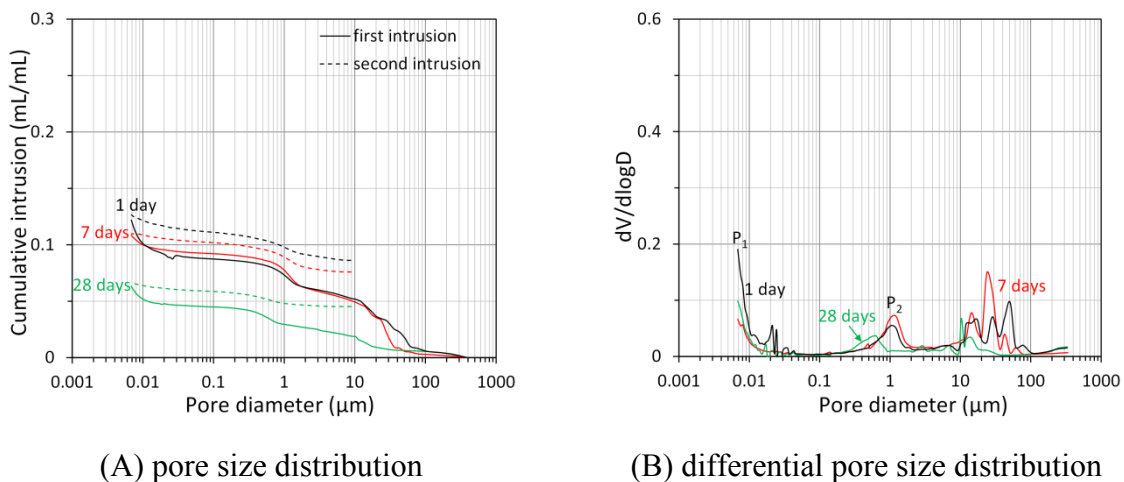 0.3
0.2
0.1
0
0.001 0.01 0.1 1 10 100 1000
Cumulative intrusion (mL/mL)
Pore diameter (μm)
first intrusion
second intrusion
1 day
7 days
28 days
(A) pore size distribution
0.6
0.4
0.2
0
0.001 0.01 0.1 1 10 100 1000
dV/dlogD
Pore diameter (μm)
P1
1 day
28 days
P2
7 days
(B) differential pore size distribution